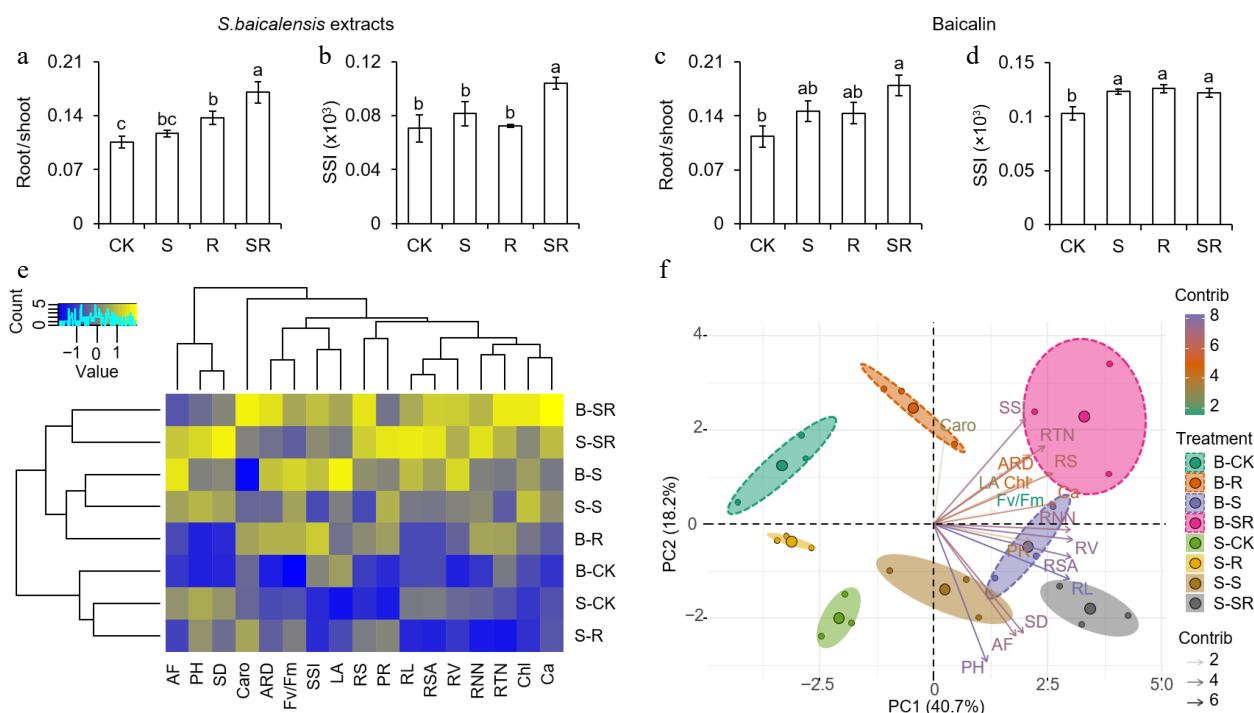 S.baicalensis extracts
Baicalin
a
b
c
d
0.21
0.14
0.07
0
Root/shoot
c
bc
b
a
CK
S
R
SR
0.12
0.08
0.04
0
SSI (x10³)
b
b
b
a
CK
S
R
SR
0.21
0.14
0.07
0
Root/shoot
b
ab
ab
a
CK
S
R
SR
0.15
0.1
0.05
0
SSI (×10³)
b
a
a
a
CK
S
R
SR
e
Count
5
0
−1
0
1
Value
B-SR
S-SR
B-S
S-S
B-R
B-CK
S-CK
S-R
AF
PH
SD
Caro
ARD
Fv/Fm
SSI
LA
RS
PR
RL
RSA
RV
RNN
RTN
Chl
Ca
f
4
2
0
−2
PC2 (18.2%)
−2.5
0
2.5
5.0
PC1 (40.7%)
Caro
SS
RTN
ARD
RS
LA
Chl
Ca
Fv/Fm
RNN
PR
RV
RSA
RL
SD
AF
PH
Contrib
8
6
4
2
Treatment
B-CK
B-R
B-S
B-SR
S-CK
S-R
S-S
S-SR
Contrib
2
4
6